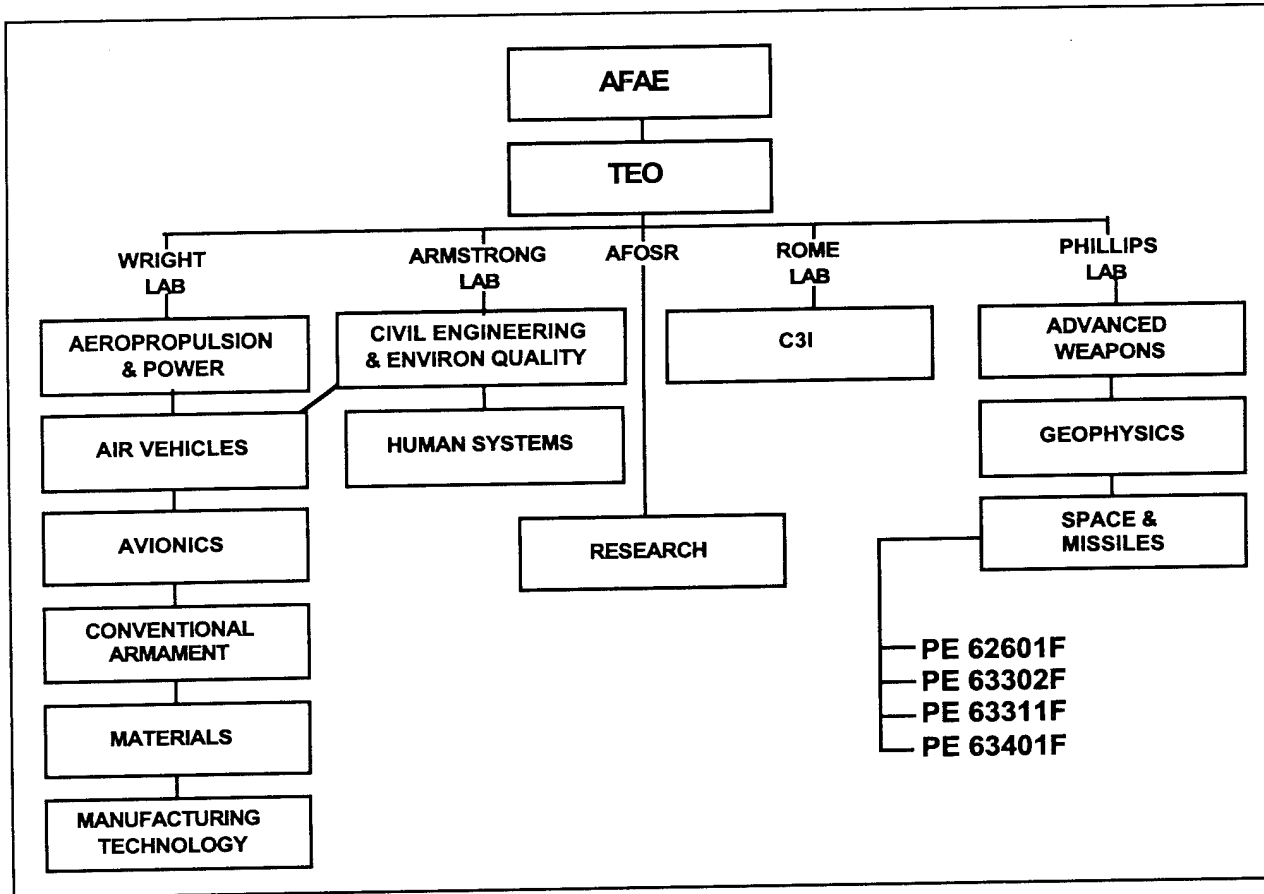 AFAE
TEO
WRIGHT
LAB
ARMSTRONG
LAB
AFOSR
ROME
LAB
PHILLIPS
LAB
AEROPROPULSION
& POWER
AIR VEHICLES
AVIONICS
CONVENTIONAL
ARMAMENT
MATERIALS
MANUFACTURING
TECHNOLOGY
CIVIL ENGINEERING
& ENVIRON QUALITY
HUMAN SYSTEMS
RESEARCH
C3I
ADVANCED
WEAPONS
GEOPHYSICS
SPACE &
MISSILES
PE 62601F
PE 63302F
PE 63311F
PE 63401F